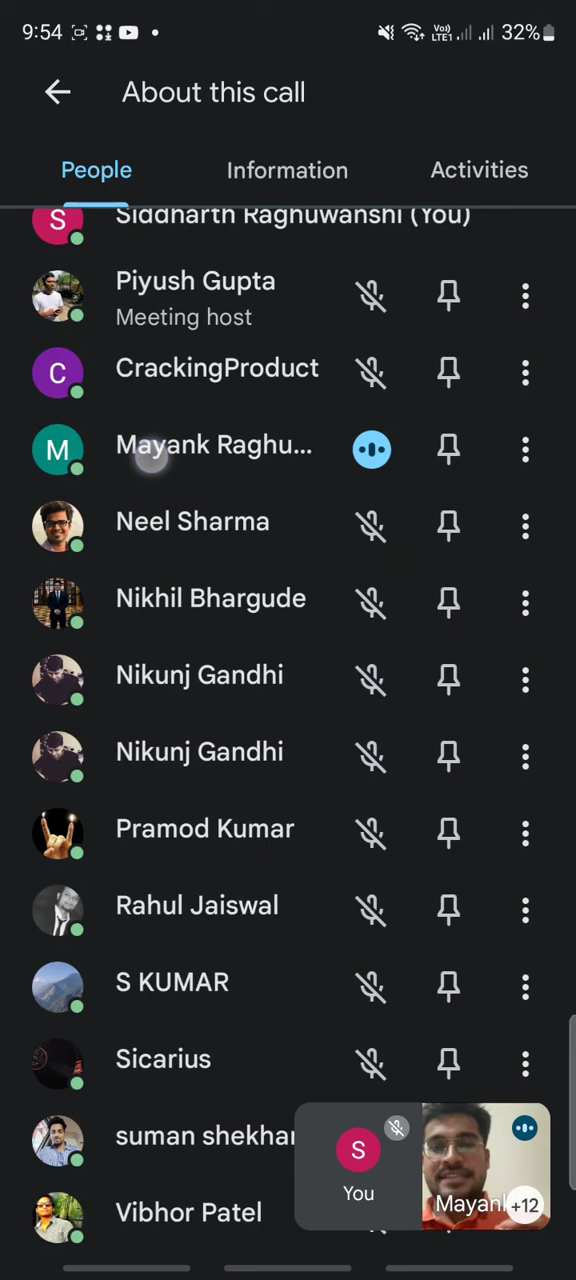 9:54
Vo)) LTE1
32%
About this call
People
Information
Activities
S
Siddharth Raghuwanshi (You)
Piyush Gupta
Meeting host
C
CrackingProduct
M
Mayank Raghu...
Neel Sharma
Nikhil Bhargude
Nikunj Gandhi
Nikunj Gandhi
Pramod Kumar
Rahul Jaiswal
S KUMAR
Sicarius
suman shekhar
Vibhor Patel
S
You
Mayank
+12